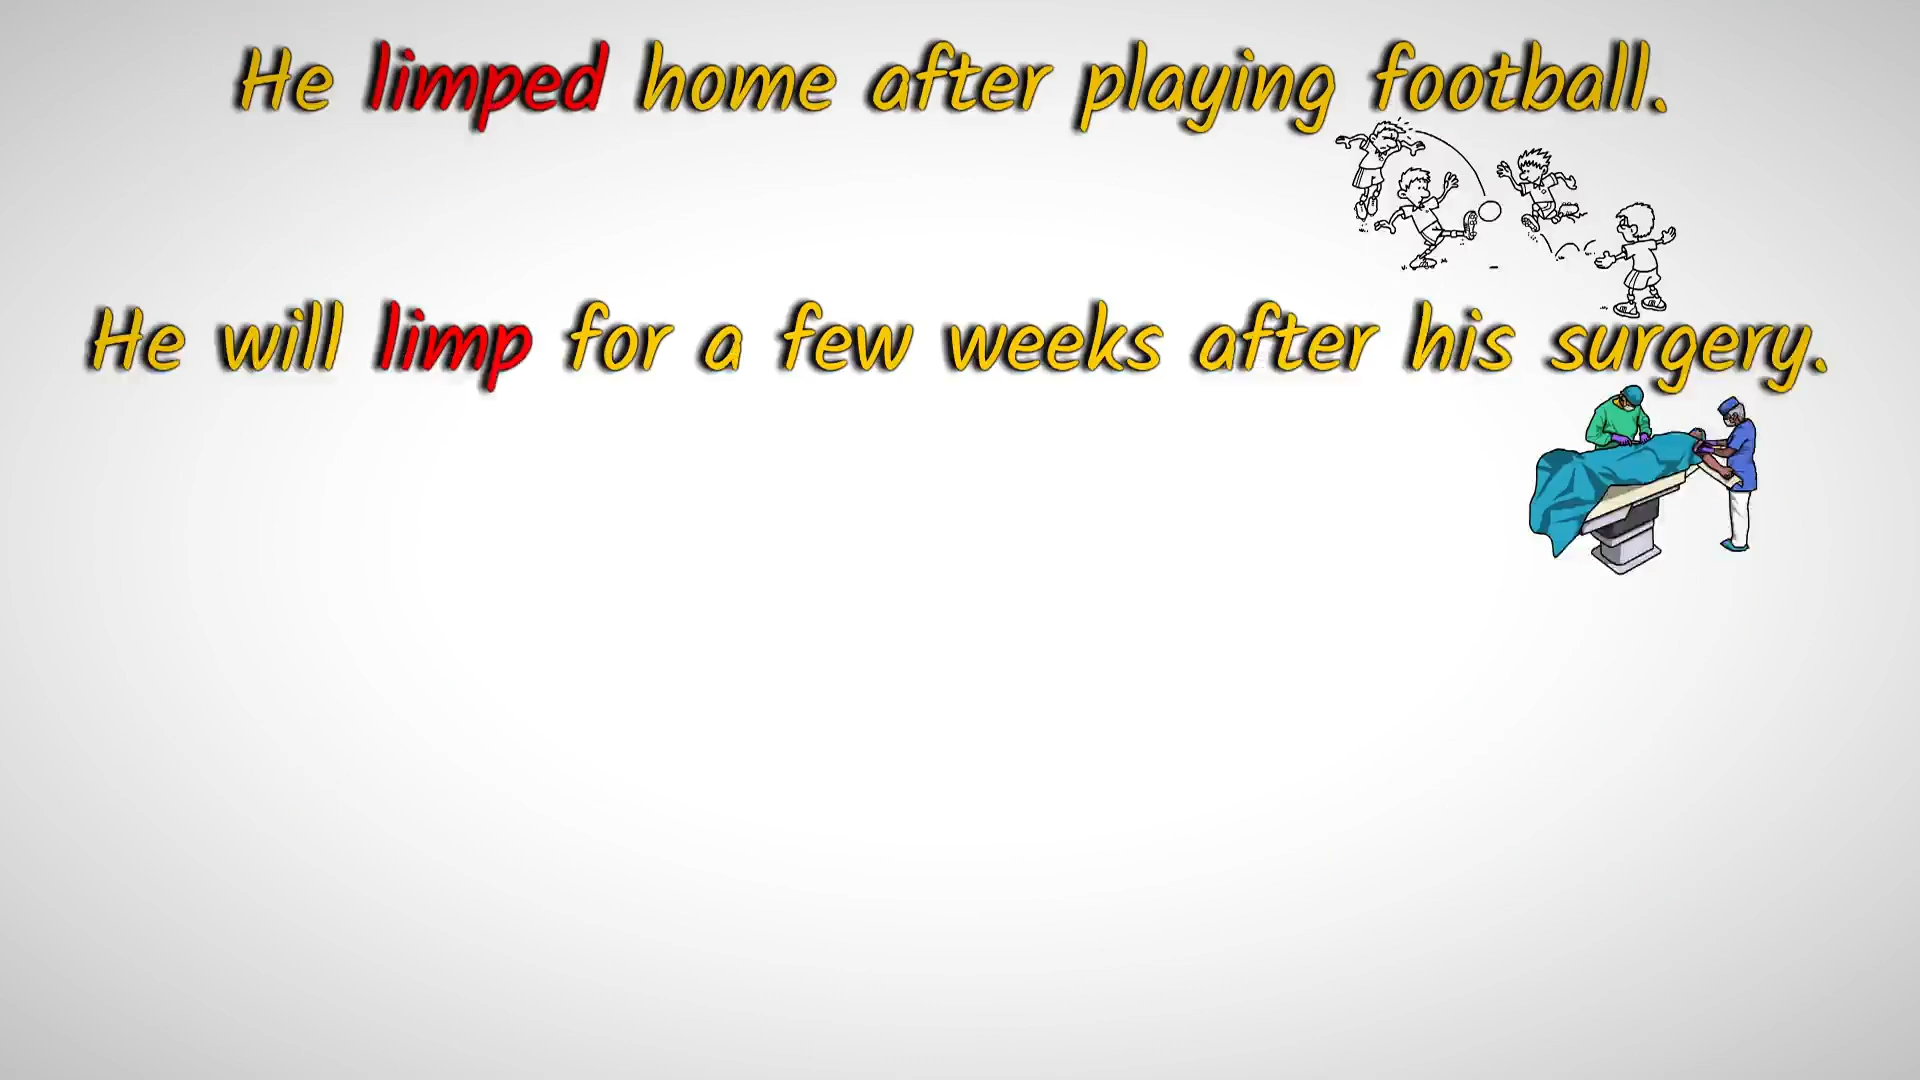 He limped home after playing football.
He will limp for a few weeks after his surgery.